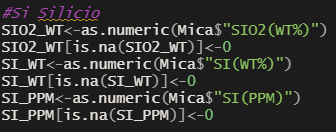 #Si Silicio
SIO2_WT<-as.numeric(Mica$"SIO2(WT%)")
SIO2_WT[is.na(SIO2_WT)]<-0
SI_WT<-as.numeric(Mica$"SI(WT%)")
SI_WT[is.na(SI_WT)]<-0
SI_PPM<-as.numeric(Mica$"SI(PPM)")
SI_PPM[is.na(SI_PPM)]<-0